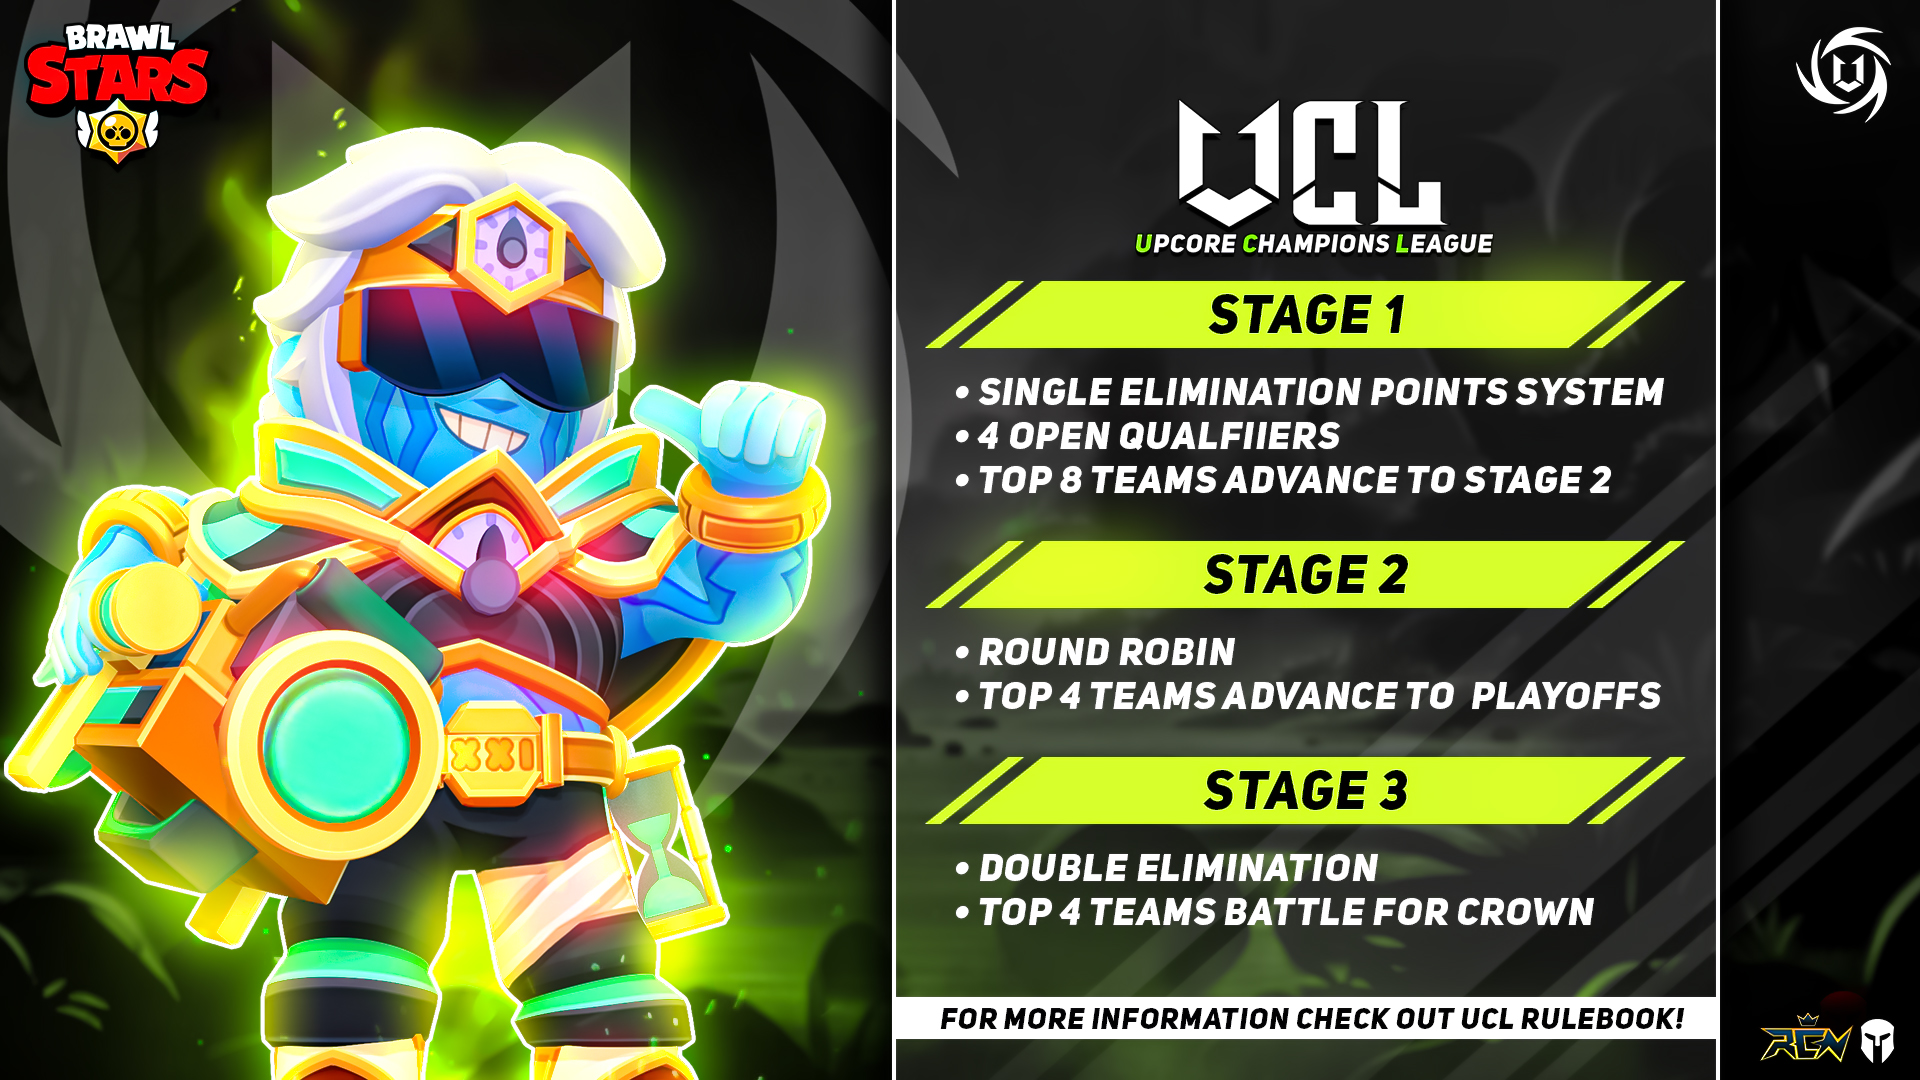 BRAWL
STARS
UCL
UPCORE CHAMPIONS LEAGUE
STAGE 1
• SINGLE ELIMINATION POINTS SYSTEM
• 4 OPEN QUALFIIERS
• TOP 8 TEAMS ADVANCE TO STAGE 2
STAGE 2
• ROUND ROBIN
• TOP 4 TEAMS ADVANCE TO PLAYOFFS
STAGE 3
• DOUBLE ELIMINATION
• TOP 4 TEAMS BATTLE FOR CROWN
FOR MORE INFORMATION CHECK OUT UCL RULEBOOK!
XXI
U
RCN